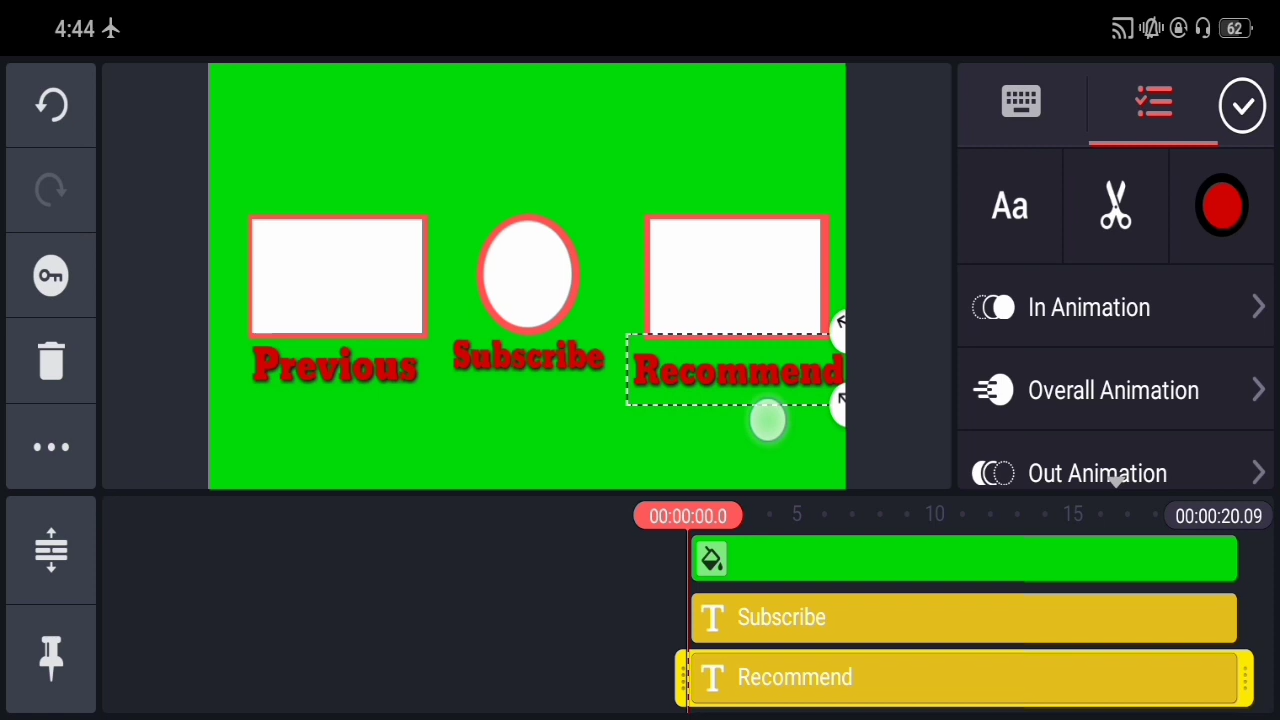 4:44
62
Aa
In Animation
Overall Animation
Out Animation
Previous
Subscribe
Recommend
00:00:00.0
5
10
15
00:00:20.09
T Subscribe
T Recommend